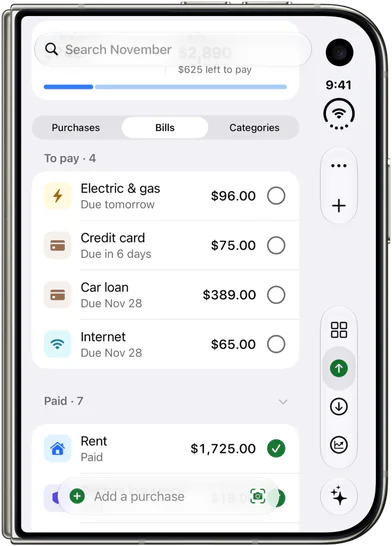 Search November
$2,890
$625 left to pay
9:41
Purchases
Bills
Categories
To pay · 4
Electric & gas
Due tomorrow
$96.00
Credit card
Due in 6 days
$75.00
Car loan
Due Nov 28
$389.00
Internet
Due Nov 28
$65.00
Paid · 7
Rent
Paid
$1,725.00
Add a purchase